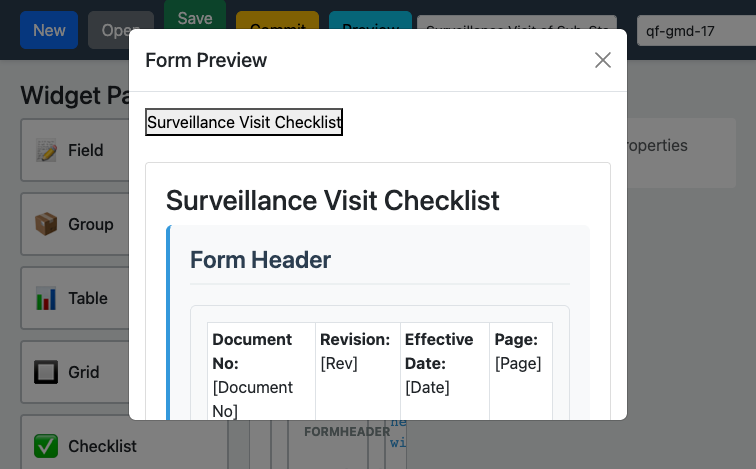 New
Open
Save
Commit
Preview
Surveillance Visit of Sub-Sta
qf-gmd-17
Form Preview
Widget Pa
Surveillance Visit Checklist
Field
Group
Table
Grid
Checklist
roperties
Surveillance Visit Checklist
Form Header
Document No:
[Document No]
Revision:
[Rev]
Effective Date:
[Date]
Page:
[Page]
FORMHEADER
he
wi